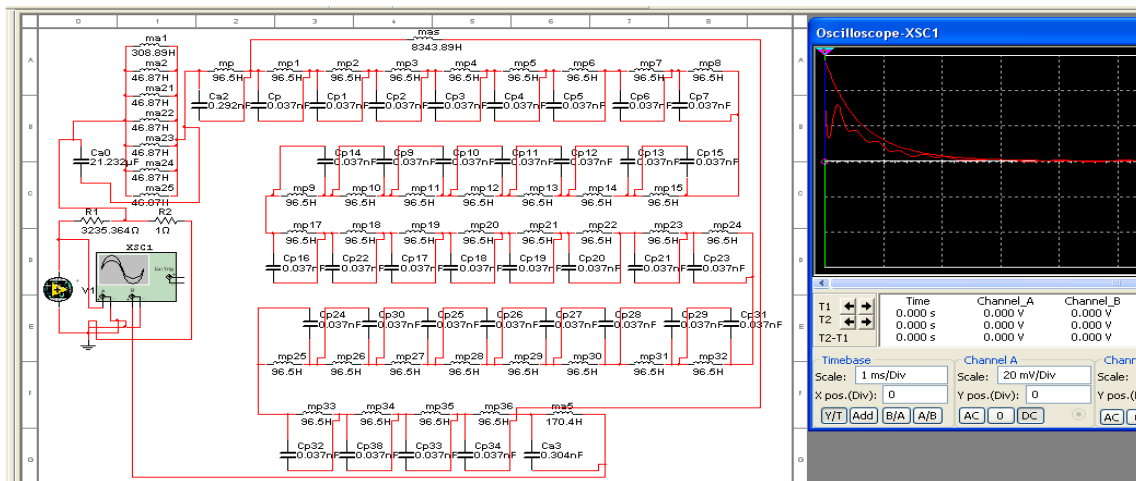 0 1 2 3 4 5 6 7 8
mas
8343.89H
ma1
308.89H
ma2
46.87H
ma21
46.87H
ma22
46.87H
ma23
46.87H
ma24
46.87H
ma25
46.87H
mp mp1 mp2 mp3 mp4 mp5 mp6 mp7 mp8
96.5H 96.5H 96.5H 96.5H 96.5H 96.5H 96.5H 96.5H 96.5H
Ca2 Cp Cp1 Cp2 Cp3 Cp4 Cp5 Cp6 Cp7
0.292nF 0.037nF 0.037nF 0.037nF 0.037nF 0.037nF 0.037nF 0.037nF 0.037nF
Ca0
21.232µF
Cp14 Cp9 Cp10 Cp11 Cp12 Cp13 Cp15
0.037nF 0.037nF 0.037nF 0.037nF 0.037nF 0.037nF 0.037nF
mp9 mp10 mp11 mp12 mp13 mp14 mp15
96.5H 96.5H 96.5H 96.5H 96.5H 96.5H 96.5H
R1 R2
3235.364Ω 1Ω
XSC1
Ext Trig
V1
A B
mp17 mp18 mp19 mp20 mp21 mp22 mp23 mp24
96.5H 96.5H 96.5H 96.5H 96.5H 96.5H 96.5H 96.5H
Cp16 Cp22 Cp17 Cp18 Cp19 Cp20 Cp21 Cp23
0.037nF 0.037nF 0.037nF 0.037nF 0.037nF 0.037nF 0.037nF 0.037nF
Cp24 Cp30 Cp25 Cp26 Cp27 Cp28 Cp29 Cp31
0.037nF 0.037nF 0.037nF 0.037nF 0.037nF 0.037nF 0.037nF 0.037nF
mp25 mp26 mp27 mp28 mp29 mp30 mp31 mp32
96.5H 96.5H 96.5H 96.5H 96.5H 96.5H 96.5H 96.5H
mp33 mp34 mp35 mp36 ma5
96.5H 96.5H 96.5H 96.5H 170.4H
Cp32 Cp38 Cp33 Cp34 Ca3
0.037nF 0.037nF 0.037nF 0.037nF 0.304nF
A A
B B
C C
D D
E E
F F
G G
Oscilloscope-XSC1
Time Channel_A Channel_B
T1 0.000 s 0.000 V 0.000 V
T2 0.000 s 0.000 V 0.000 V
T2-T1 0.000 s 0.000 V 0.000 V
Timebase Channel A Chann
Scale: 1 ms/Div Scale: 20 mV/Div Scale:
X pos.(Div): 0 Y pos.(Div): 0 Y pos.(D
Y/T Add B/A A/B AC 0 DC AC